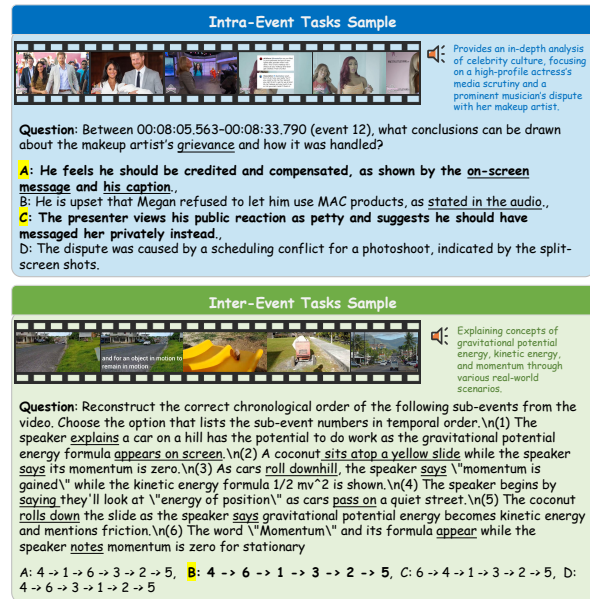 Intra-Event Tasks Sample
Provides an in-depth analysis
of celebrity culture, focusing
on a high-profile actress's
media scrutiny and a
prominent musician's dispute
with her makeup artist.
Question: Between 00:08:05.563–00:08:33.790 (event 12), what conclusions can be drawn
about the makeup artist's grievance and how it was handled?
A: He feels he should be credited and compensated, as shown by the on-screen
message and his caption.,
B: He is upset that Megan refused to let him use MAC products, as stated in the audio.,
C: The presenter views his public reaction as petty and suggests he should have
messaged her privately instead.,
D: The dispute was caused by a scheduling conflict for a photoshoot, indicated by the split-
screen shots.
Inter-Event Tasks Sample
and for an object in motion to
remain in motion
Explaining concepts of
gravitational potential
energy, kinetic energy,
and momentum through
various real-world
scenarios.
Question: Reconstruct the correct chronological order of the following sub-events from the
video. Choose the option that lists the sub-event numbers in temporal order.\n(1) The
speaker explains a car on a hill has the potential to do work as the gravitational potential
energy formula appears on screen.\n(2) A coconut sits atop a yellow slide while the speaker
says its momentum is zero.\n(3) As cars roll downhill, the speaker says \"momentum is
gained\" while the kinetic energy formula 1/2 mv^2 is shown.\n(4) The speaker begins by
saying they'll look at \"energy of position\" as cars pass on a quiet street.\n(5) The coconut
rolls down the slide as the speaker says gravitational potential energy becomes kinetic energy
and mentions friction.\n(6) The word \"Momentum\" and its formula appear while the
speaker notes momentum is zero for stationary
A: 4 -> 1 -> 6 -> 3 -> 2 -> 5, B: 4 -> 6 -> 1 -> 3 -> 2 -> 5, C: 6 -> 4 -> 1 -> 3 -> 2 -> 5, D:
4 -> 6 -> 3 -> 1 -> 2 -> 5